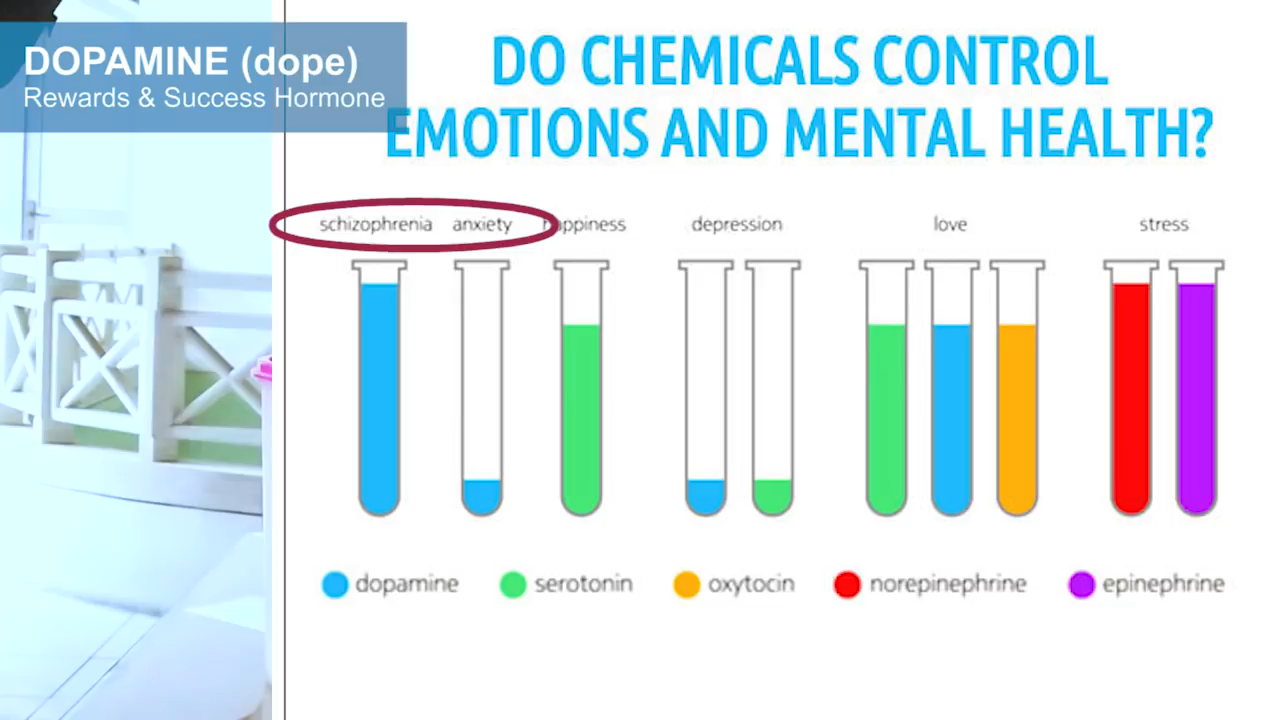 DOPAMINE (dope)
Rewards & Success Hormone
DO CHEMICALS CONTROL
EMOTIONS AND MENTAL HEALTH?
schizophrenia anxiety happiness depression love stress
dopamine serotonin oxytocin norepinephrine epinephrine